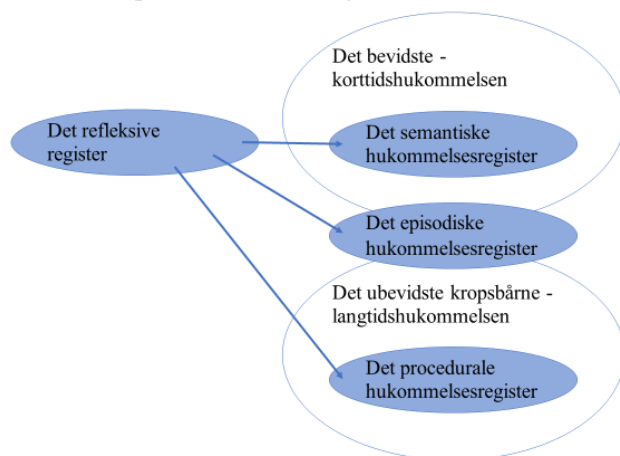 Det bevidste -
korttidshukommelsen
Det refleksive
register
Det semantiske
hukommelsesregister
Det episodiske
hukommelsesregister
Det ubevidste kropsbårne -
langtidshukommelsen
Det procedurale
hukommelsesregister